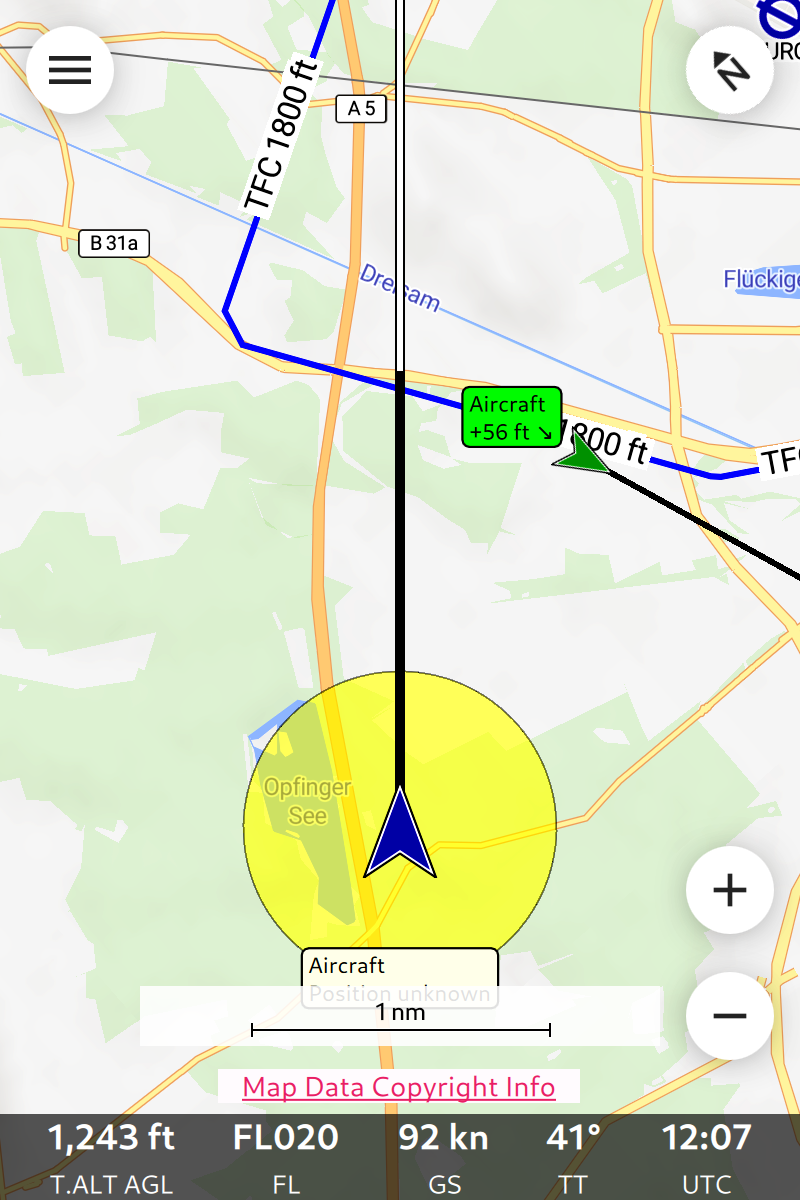 TFC 1800 ft
A 5
B 31a
Dreisam
Flückige
Aircraft
+56 ft ↘
1800 ft
TFC
Opfinger
See
Aircraft
Position unknown
1 nm
Map Data Copyright Info
1,243 ft FL020 92 kn 41° 12:07
T.ALT AGL FL GS TT UTC